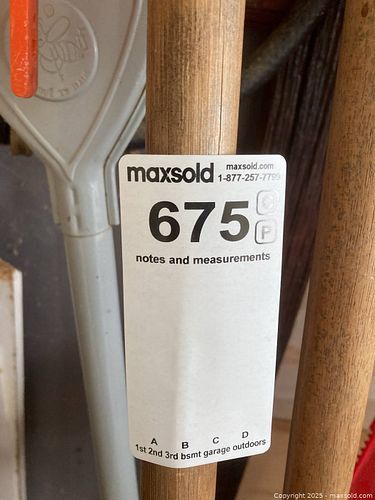 maxsold maxsold.com
1-877-257-7799
675
P
notes and measurements
A B C D
1st 2nd 3rd bsmt garage outdoors
Copyright © 2025 - maxsold.com